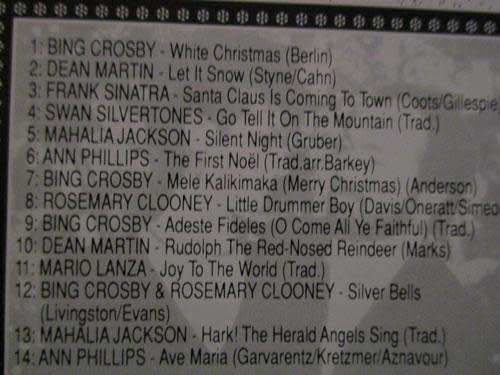 1: BING CROSBY - White Christmas (Berlin)
2: DEAN MARTIN - Let It Snow (Styne/Cahn)
3: FRANK SINATRA - Santa Claus Is Coming To Town (Coots/Gillespie
4: SWAN SILVERTONES - Go Tell It On The Mountain (Trad.)
5: MAHALIA JACKSON - Silent Night (Gruber)
6: ANN PHILLIPS - The First Noël (Trad.arr.Barkey)
7: BING CROSBY - Mele Kalikimaka (Merry Christmas) (Anderson)
8: ROSEMARY CLOONEY - Little Drummer Boy (Davis/Oneratt/Simeo
9: BING CROSBY - Adeste Fideles (O Come All Ye Faithful) (Trad.)
10: DEAN MARTIN - Rudolph The Red-Nosed Reindeer (Marks)
11: MARIO LANZA - Joy To The World (Trad.)
12: BING CROSBY & ROSEMARY CLOONEY - Silver Bells
(Livingston/Evans)
13: MAHALIA JACKSON - Hark! The Herald Angels Sing (Trad.)
14: ANN PHILLIPS - Ave Maria (Garvarentz/Kretzmer/Aznavour)